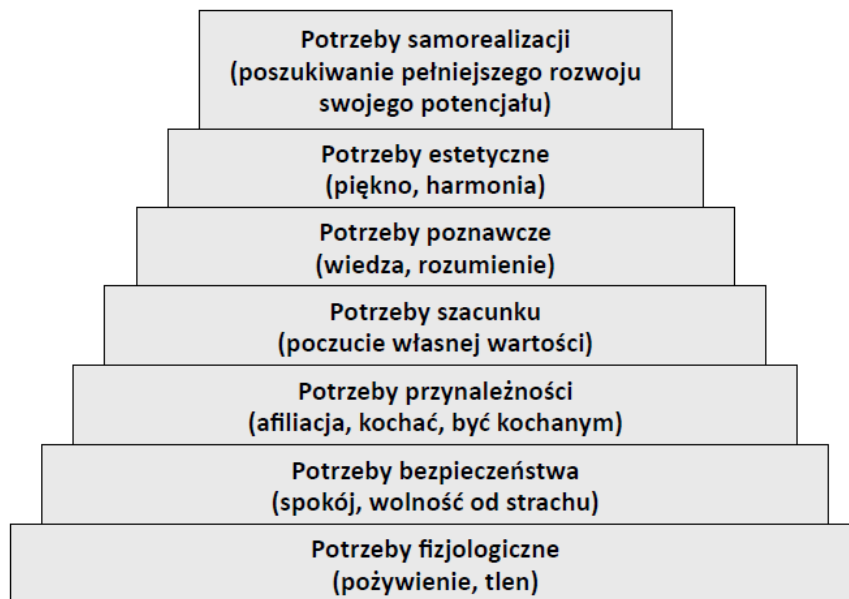 Potrzeby samorealizacji
(poszukiwanie pełniejszego rozwoju
swojego potencjału)
Potrzeby estetyczne
(piękno, harmonia)
Potrzeby poznawcze
(wiedza, rozumienie)
Potrzeby szacunku
(poczucie własnej wartości)
Potrzeby przynależności
(afiliacja, kochać, być kochanym)
Potrzeby bezpieczeństwa
(spokój, wolność od strachu)
Potrzeby fizjologiczne
(pożywienie, tlen)